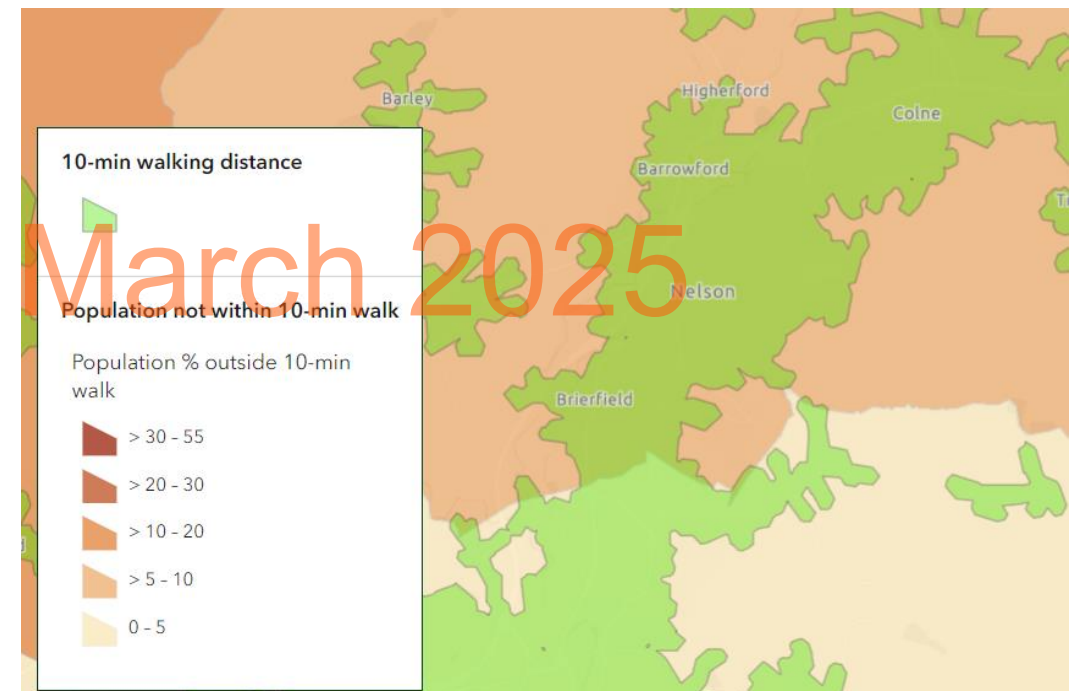 Barley
Higherford
Colne
10-min walking distance
Barrowford
March 2025
Nelson
Population not within 10-min walk
Population % outside 10-min
walk
Brierfield
> 30 - 55
> 20 - 30
> 10 - 20
> 5 - 10
0 - 5